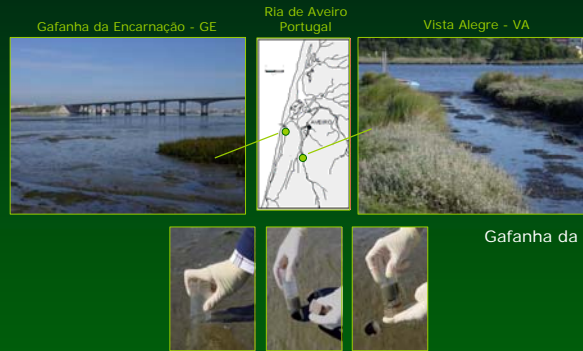 Gafanha da Encarnação - GE
Ria de Aveiro
Portugal
Vista Alegre - VA
AVEIRO
Gafanha da